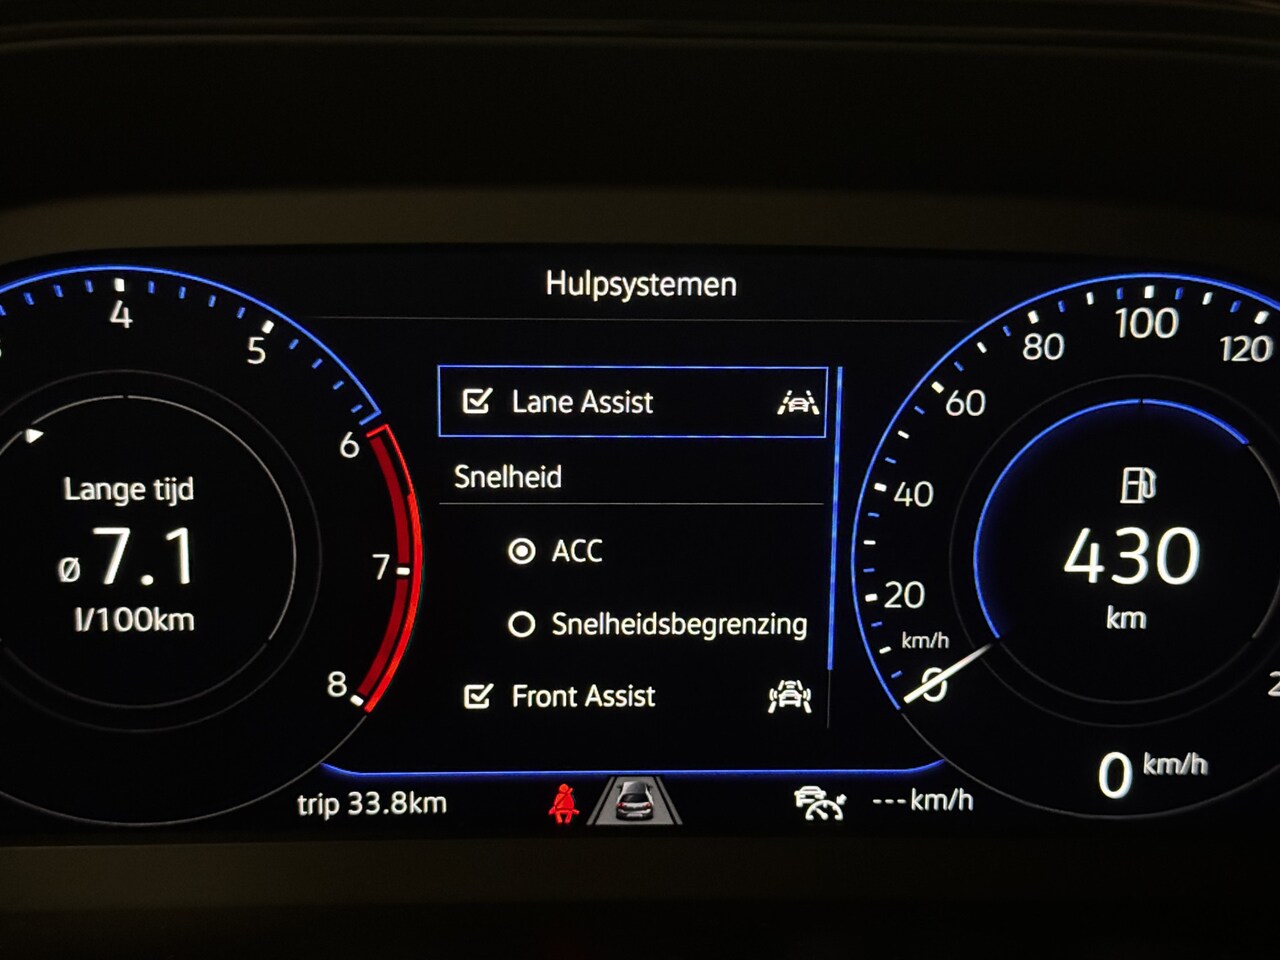 Hulpsystemen
4
5
6
7
8
Lange tijd
ø 7.1
l/100km
Lane Assist
Snelheid
ACC
Snelheidsbegrenzing
Front Assist
0
20
40
60
80
100
120
km/h
430
km
0 km/h
trip 33.8km
---km/h